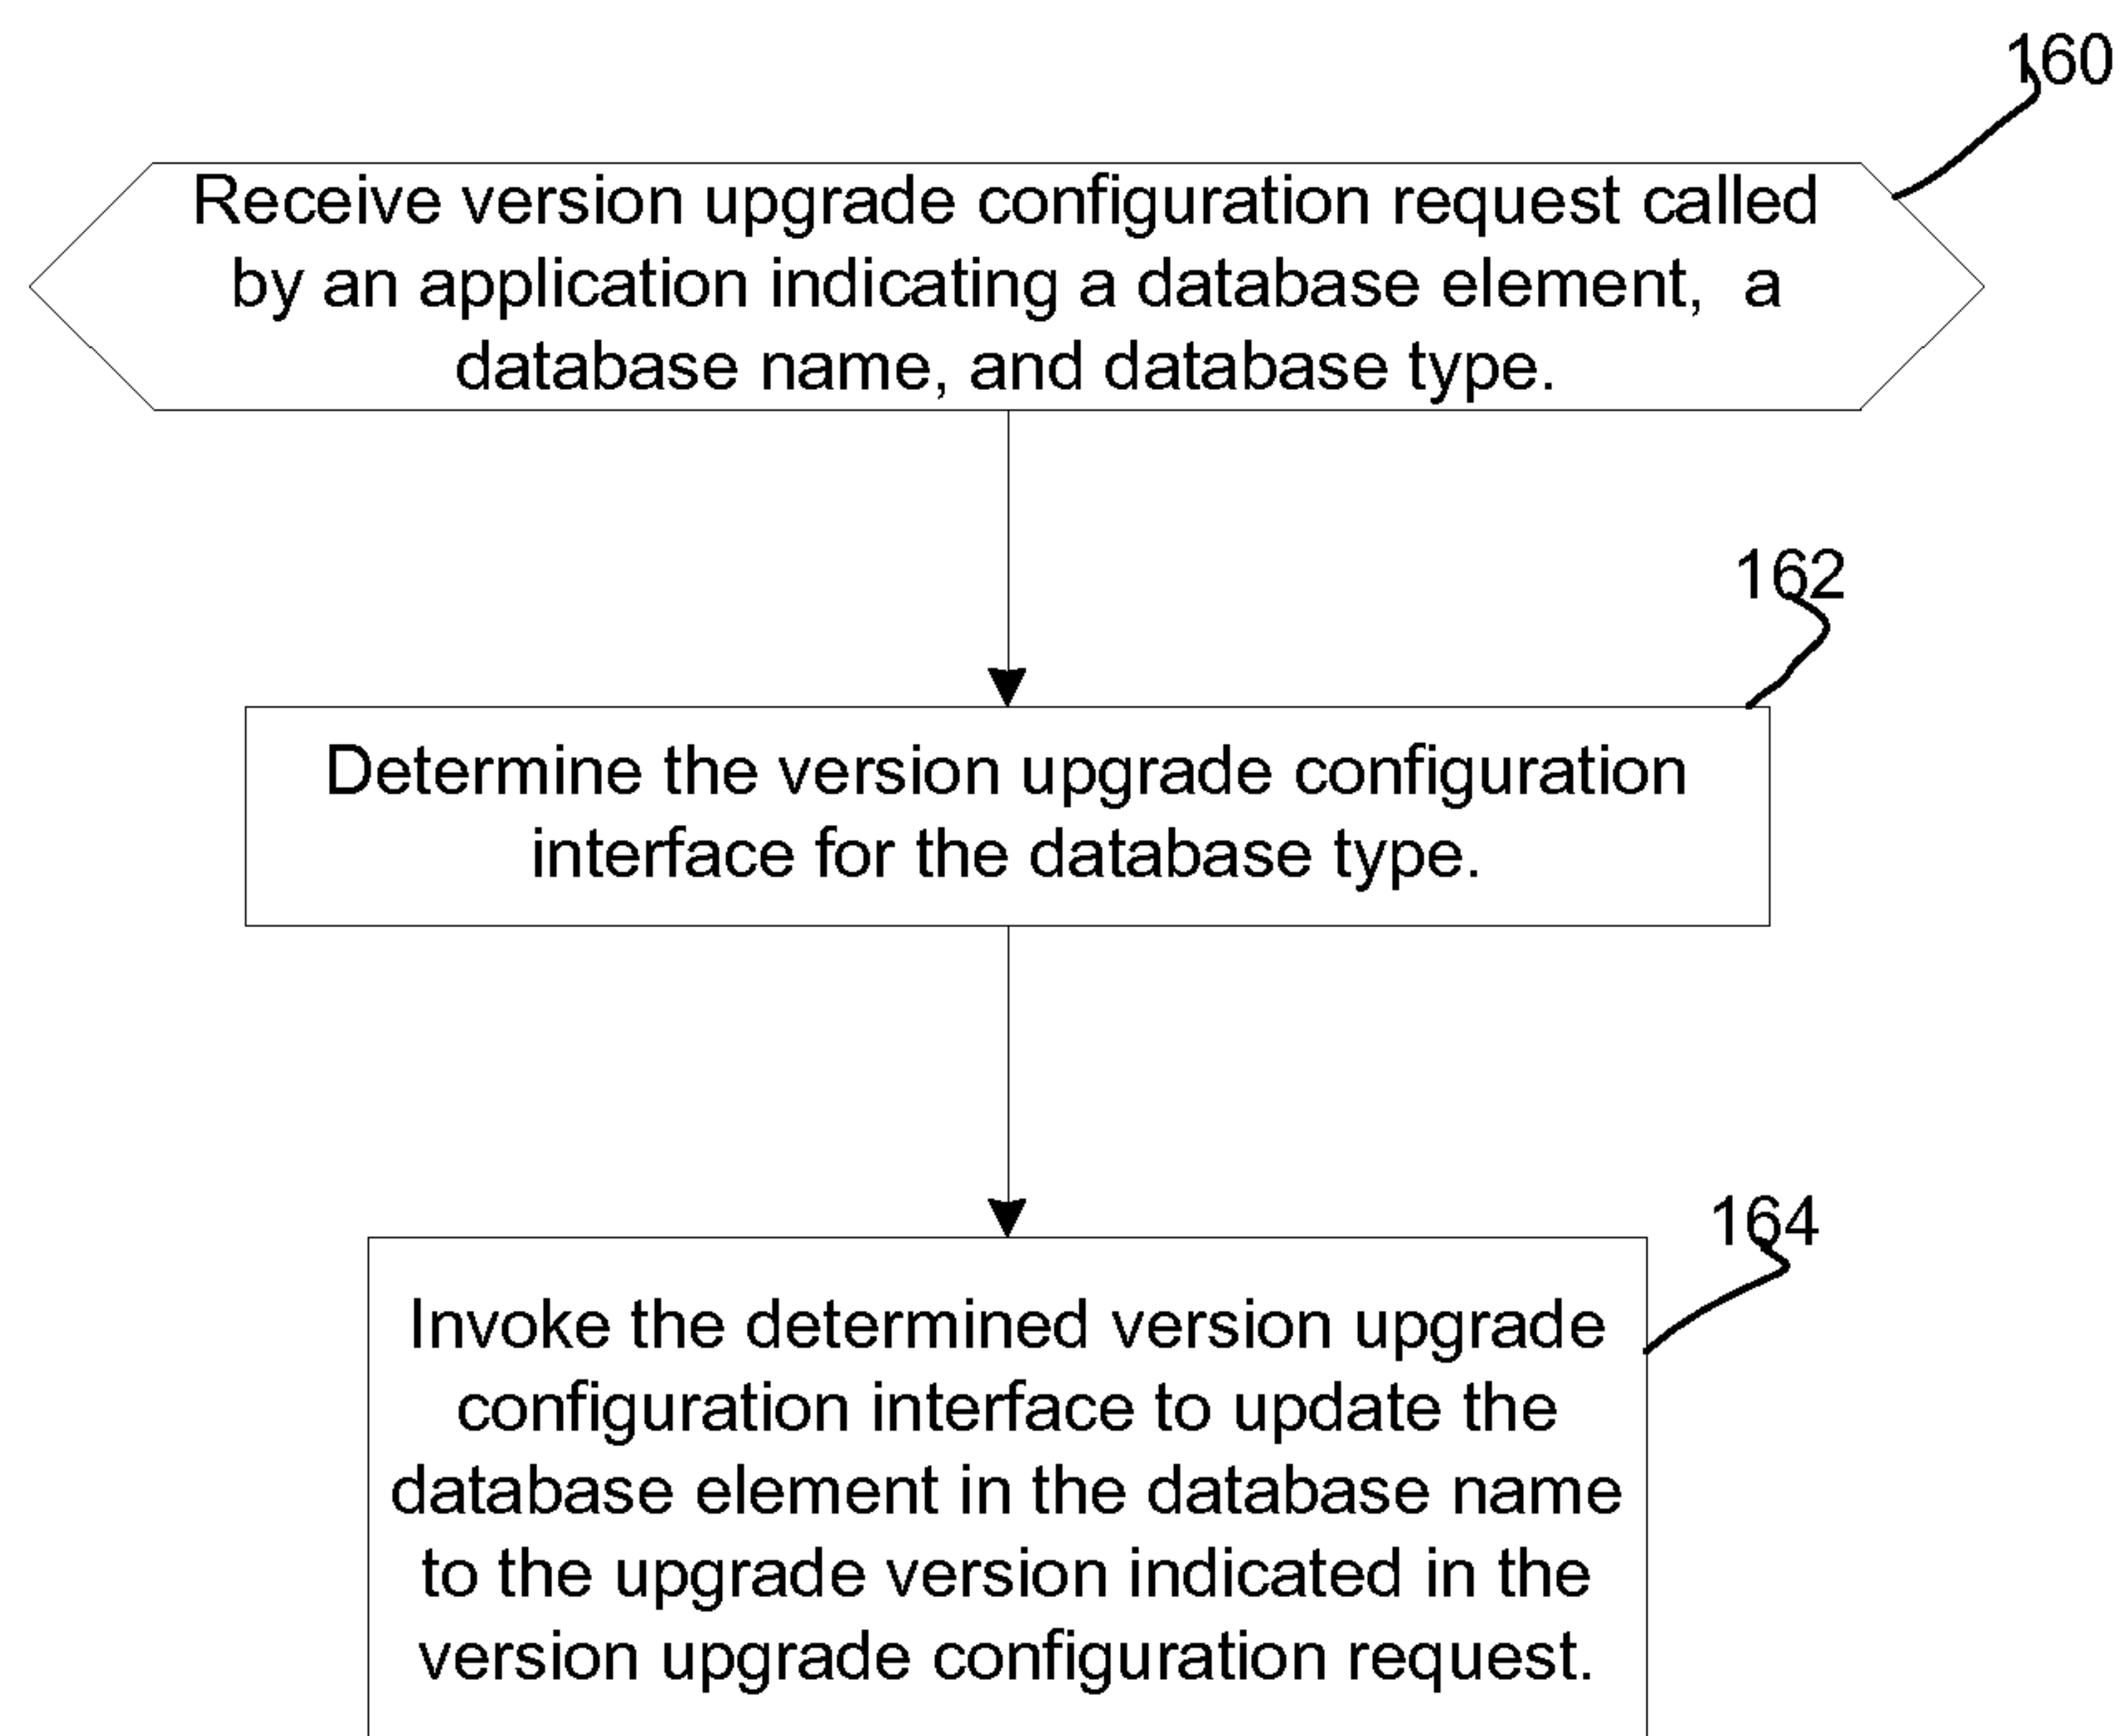 160
Receive version upgrade configuration request called
by an application indicating a database element, a
database name, and database type.
162
Determine the version upgrade configuration
interface for the database type.
164
Invoke the determined version upgrade
configuration interface to update the
database element in the database name
to the upgrade version indicated in the
version upgrade configuration request.